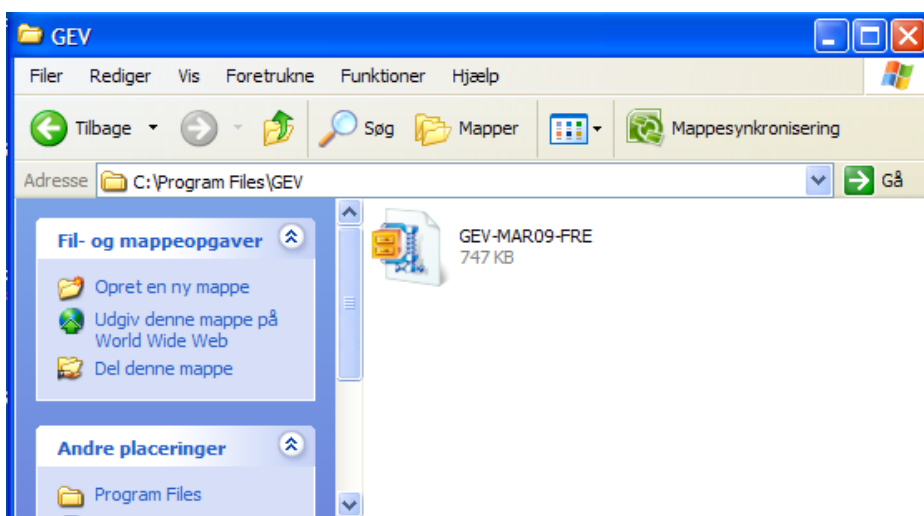 GEV
Filer Rediger Vis Foretrukne Funktioner Hjælp
Tilbage Søg Mapper Mappesynkronisering
Adresse C:\Program Files\GEV Gå
Fil- og mappeopgaver
Opret en ny mappe
Udgiv denne mappe på
World Wide Web
Del denne mappe
Andre placeringer
Program Files
GEV-MAR09-FRE
747 KB